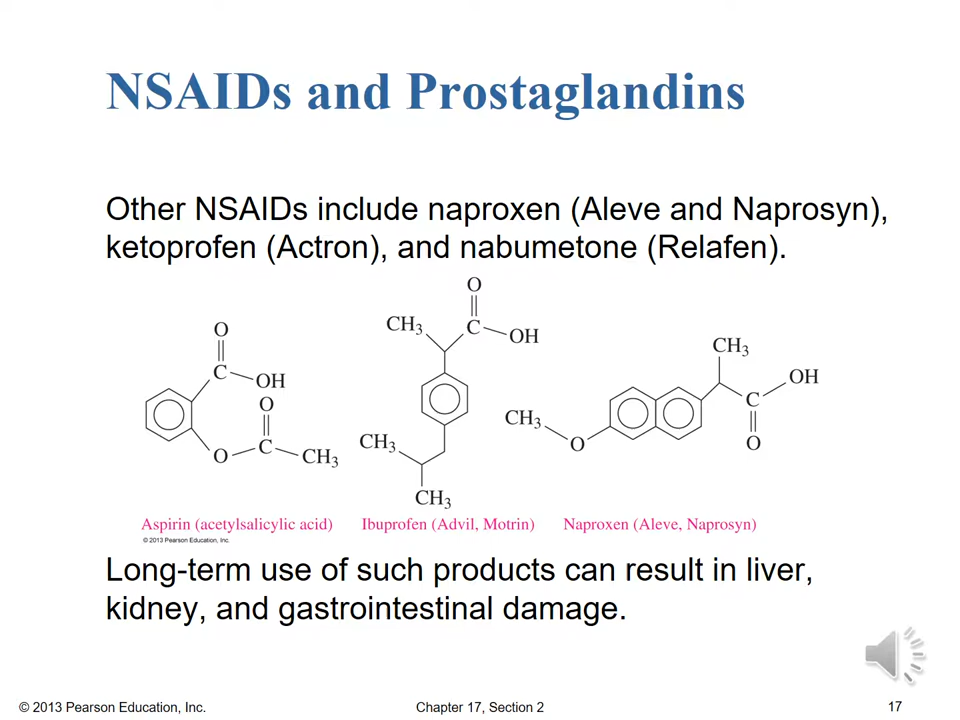 NSAIDs and Prostaglandins
Other NSAIDs include naproxen (Aleve and Naprosyn),
ketoprofen (Actron), and nabumetone (Relafen).
O
C
OH
O
C
O
CH₃
O
CH₃
C
OH
CH₃
CH₃
CH₃
OH
C
CH₃
O
O
Aspirin (acetylsalicylic acid)
Ibuprofen (Advil, Motrin)
Naproxen (Aleve, Naprosyn)
© 2013 Pearson Education, Inc.
Long-term use of such products can result in liver,
kidney, and gastrointestinal damage.
© 2013 Pearson Education, Inc.
Chapter 17, Section 2
17